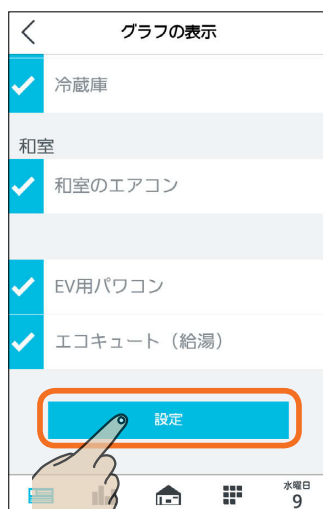 グラフの表示
冷蔵庫
和室
和室のエアコン
EV用パワコン
エコキュート（給湯）
設定
水曜日
9